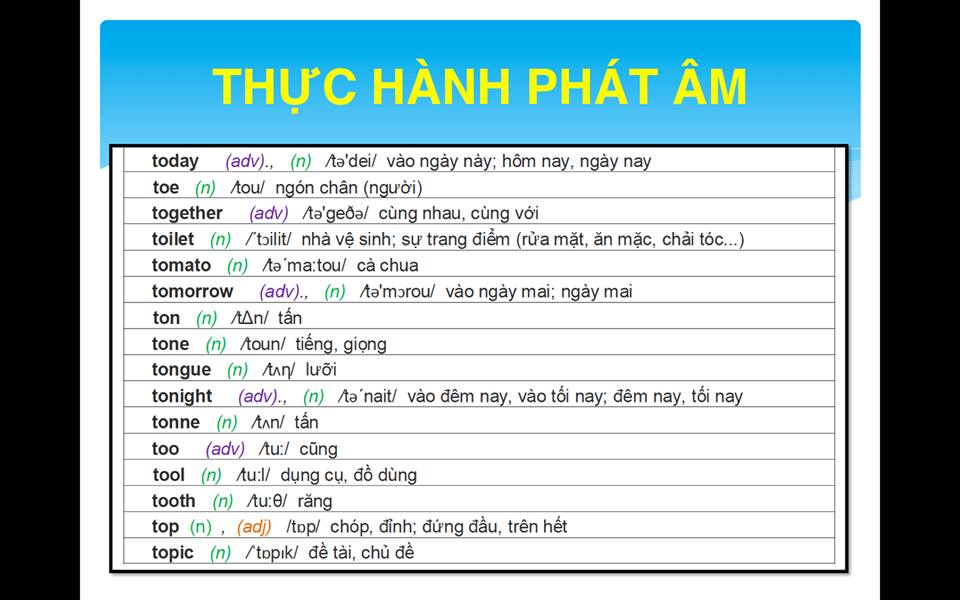 THỰC HÀNH PHÁT ÂM
today (adv)., (n) /tə'dei/ vào ngày này; hôm nay, ngày nay
toe (n) /tou/ ngón chân (người)
together (adv) /tə'geðə/ cùng nhau, cùng với
toilet (n) /´tɔilit/ nhà vệ sinh; sự trang điểm (rửa mặt, ăn mặc, chải tóc...)
tomato (n) /tə´ma:tou/ cà chua
tomorrow (adv)., (n) /tə'mɔrou/ vào ngày mai; ngày mai
ton (n) /tΔn/ tấn
tone (n) /toun/ tiếng, giọng
tongue (n) /tʌη/ lưỡi
tonight (adv)., (n) /tə´nait/ vào đêm nay, vào tối nay; đêm nay, tối nay
tonne (n) /tʌn/ tấn
too (adv) /tu:/ cũng
tool (n) /tu:l/ dụng cụ, đồ dùng
tooth (n) /tu:θ/ răng
top (n) , (adj) /tɒp/ chóp, đỉnh; đứng đầu, trên hết
topic (n) /ˈtɒpɪk/ đề tài, chủ đề